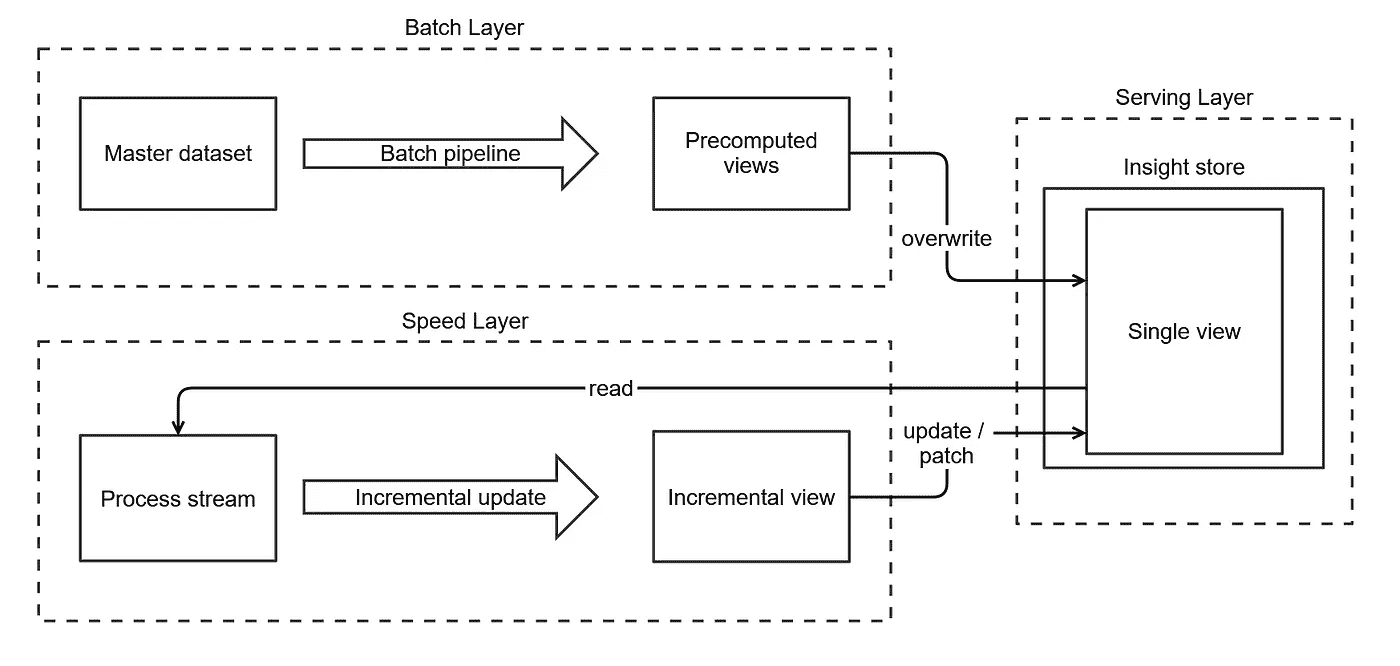 Batch Layer
Master dataset
Batch pipeline
Precomputed
views
overwrite
Serving Layer
Insight store
Single view
Speed Layer
read
update /
patch
Process stream
Incremental update
Incremental view